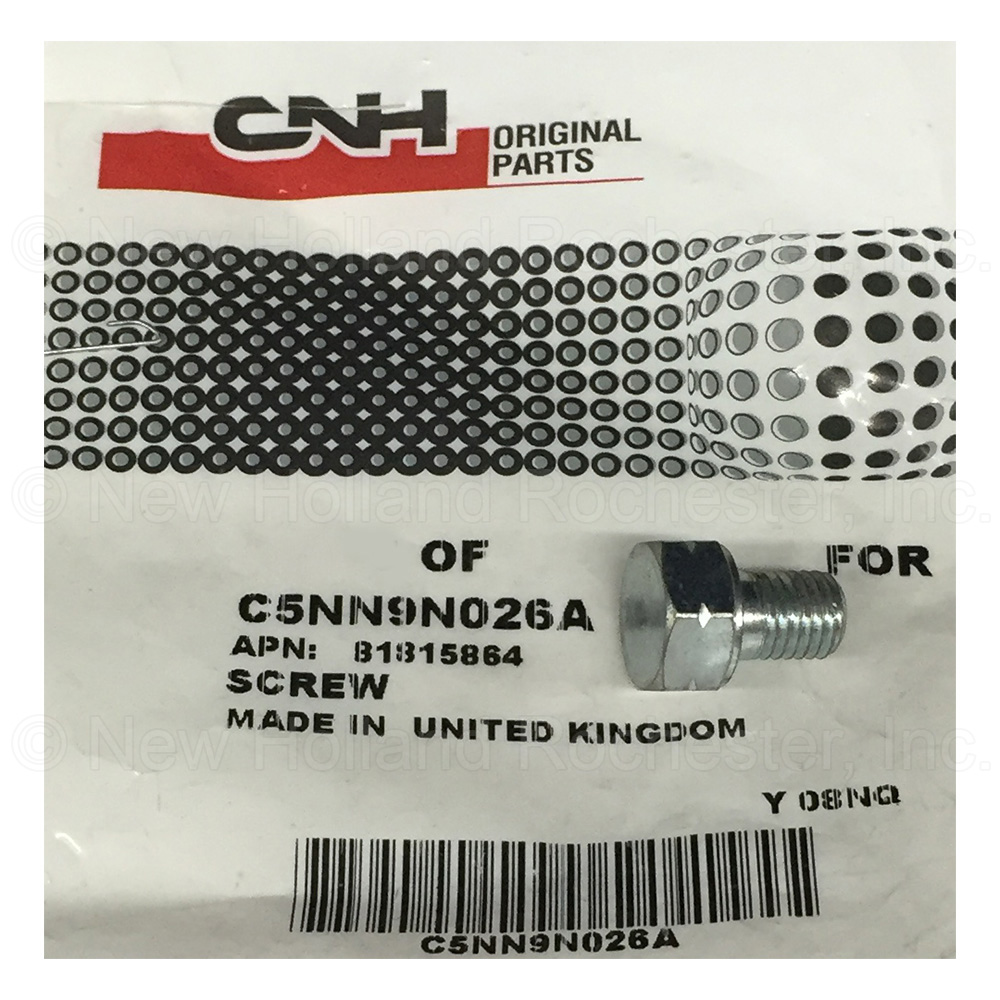 CNH ORIGINAL
PARTS
© New Holland Rochester, Inc.
© New Holland Rochester, Inc.
OF FOR
C5NN9N026A
APN: 81815864
SCREW
MADE IN UNITED KINGDOM
© New Holland Rochester, Inc.
Y 08NQ
C5NN9N026A